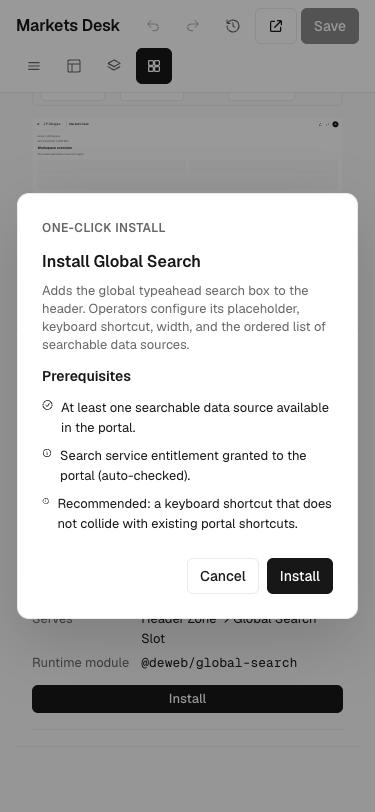 Markets Desk
Save
ONE-CLICK INSTALL
Install Global Search
Adds the global typeahead search box to the
header. Operators configure its placeholder,
keyboard shortcut, width, and the ordered list of
searchable data sources.
Prerequisites
At least one searchable data source available
in the portal.
Search service entitlement granted to the
portal (auto-checked).
Recommended: a keyboard shortcut that does
not collide with existing portal shortcuts.
Cancel
Install
Serves
Header Zone → Global Search
Slot
Runtime module @deweb/global-search
Install